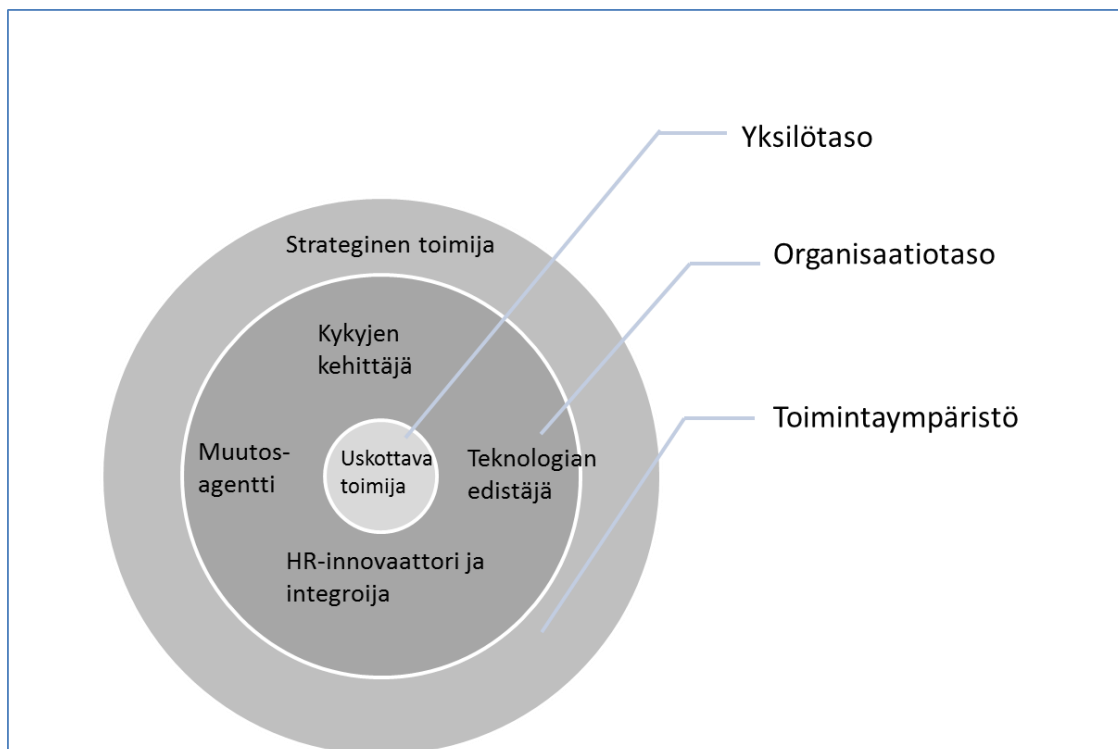 Yksilötaso
Strateginen toimija
Organisaatiotaso
Kykyjen
kehittäjä
Toimintaympäristö
Muutos-
agentti
Uskottava
toimija
Teknologian
edistäjä
HR-innovaattori ja
integroija